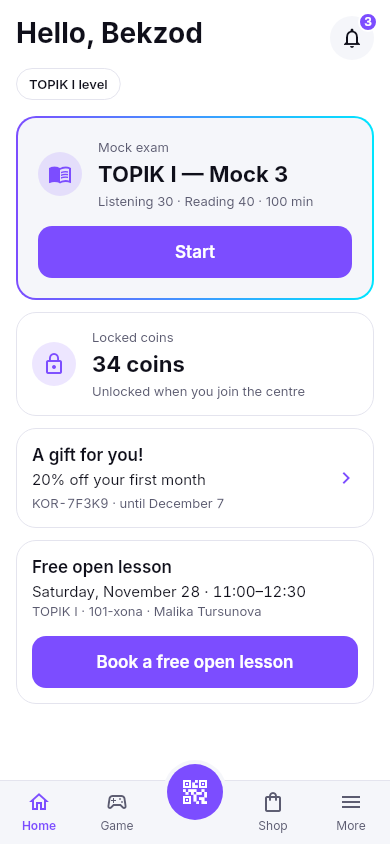 Hello, Bekzod
3
TOPIK I level
Mock exam
TOPIK I — Mock 3
Listening 30 · Reading 40 · 100 min
Start
Locked coins
34 coins
Unlocked when you join the centre
A gift for you!
20% off your first month
KOR-7F3K9 · until December 7
Free open lesson
Saturday, November 28 · 11:00–12:30
TOPIK I · 101-xona · Malika Tursunova
Book a free open lesson
Home
Game
Shop
More